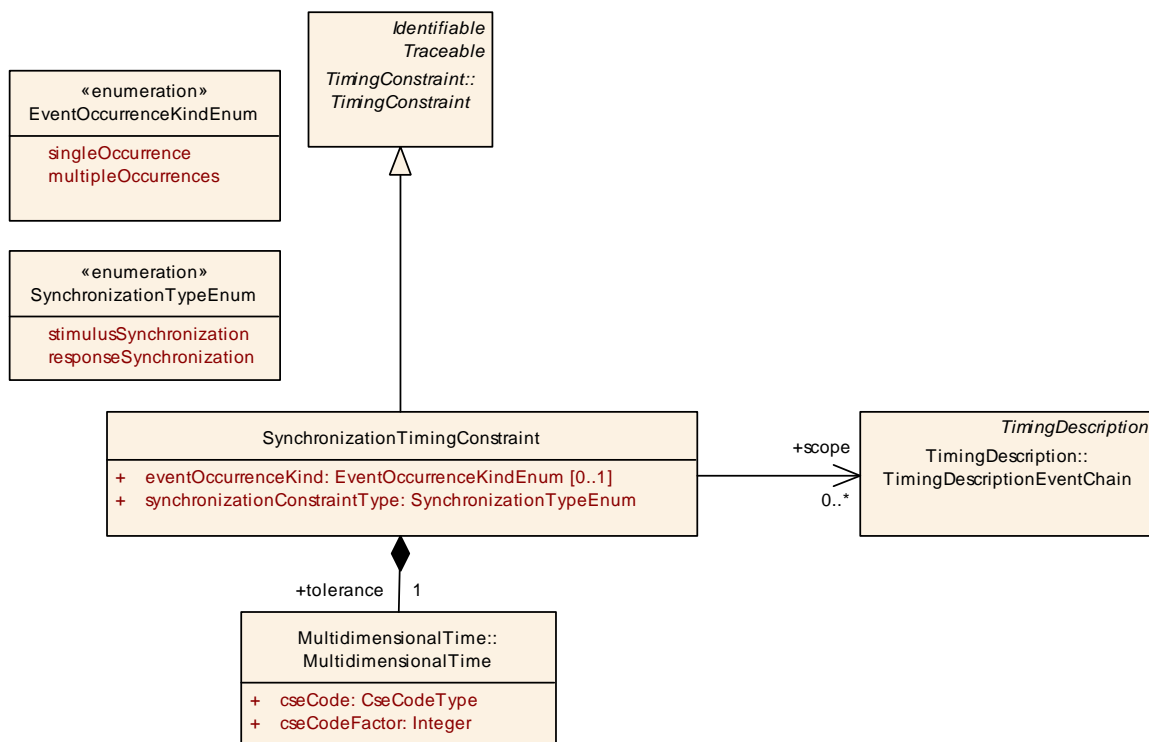 Identifiable
Traceable
TimingConstraint::
TimingConstraint
«enumeration»
EventOccurrenceKindEnum
singleOccurrence
multipleOccurrences
«enumeration»
SynchronizationTypeEnum
stimulusSynchronization
responseSynchronization
SynchronizationTimingConstraint
+ eventOccurrenceKind: EventOccurrenceKindEnum [0..1]
+ synchronizationConstraintType: SynchronizationTypeEnum
+scope
0..*
TimingDescription
TimingDescription::
TimingDescriptionEventChain
+tolerance 1
MultidimensionalTime::
MultidimensionalTime
+ cseCode: CseCodeType
+ cseCodeFactor: Integer